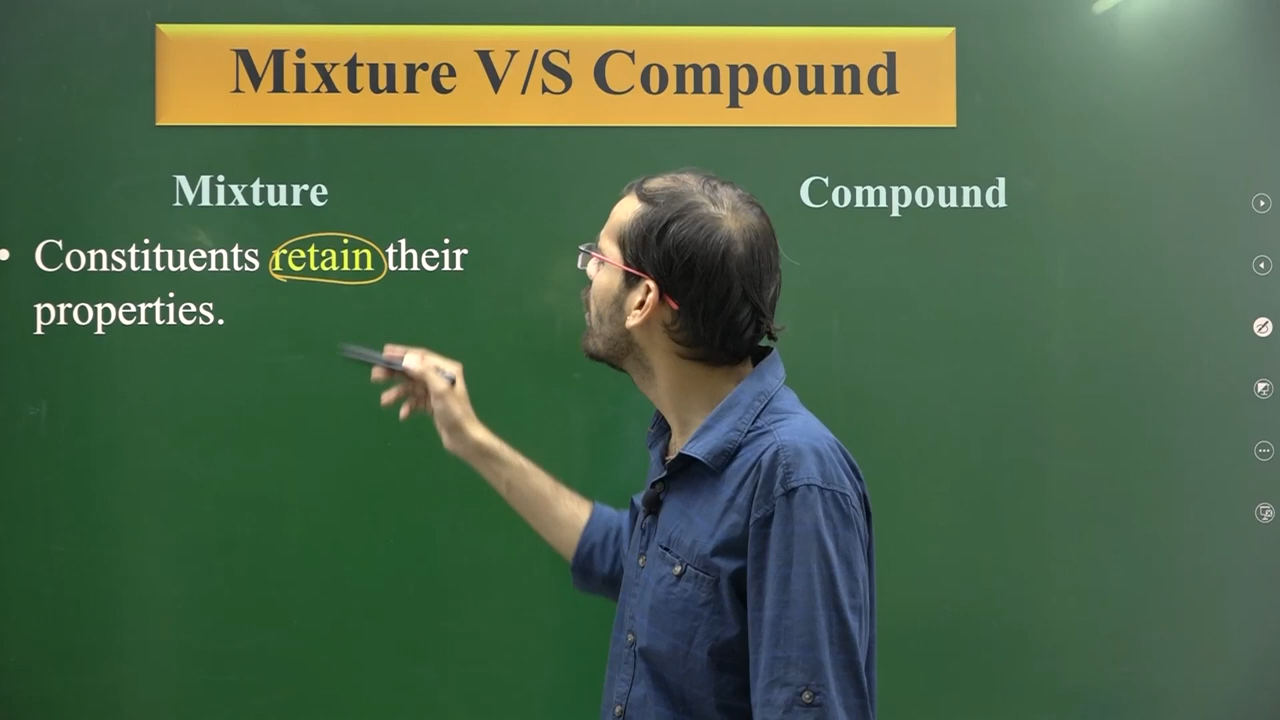 Mixture V/S Compound
Mixture
Compound
• Constituents retain their
properties.